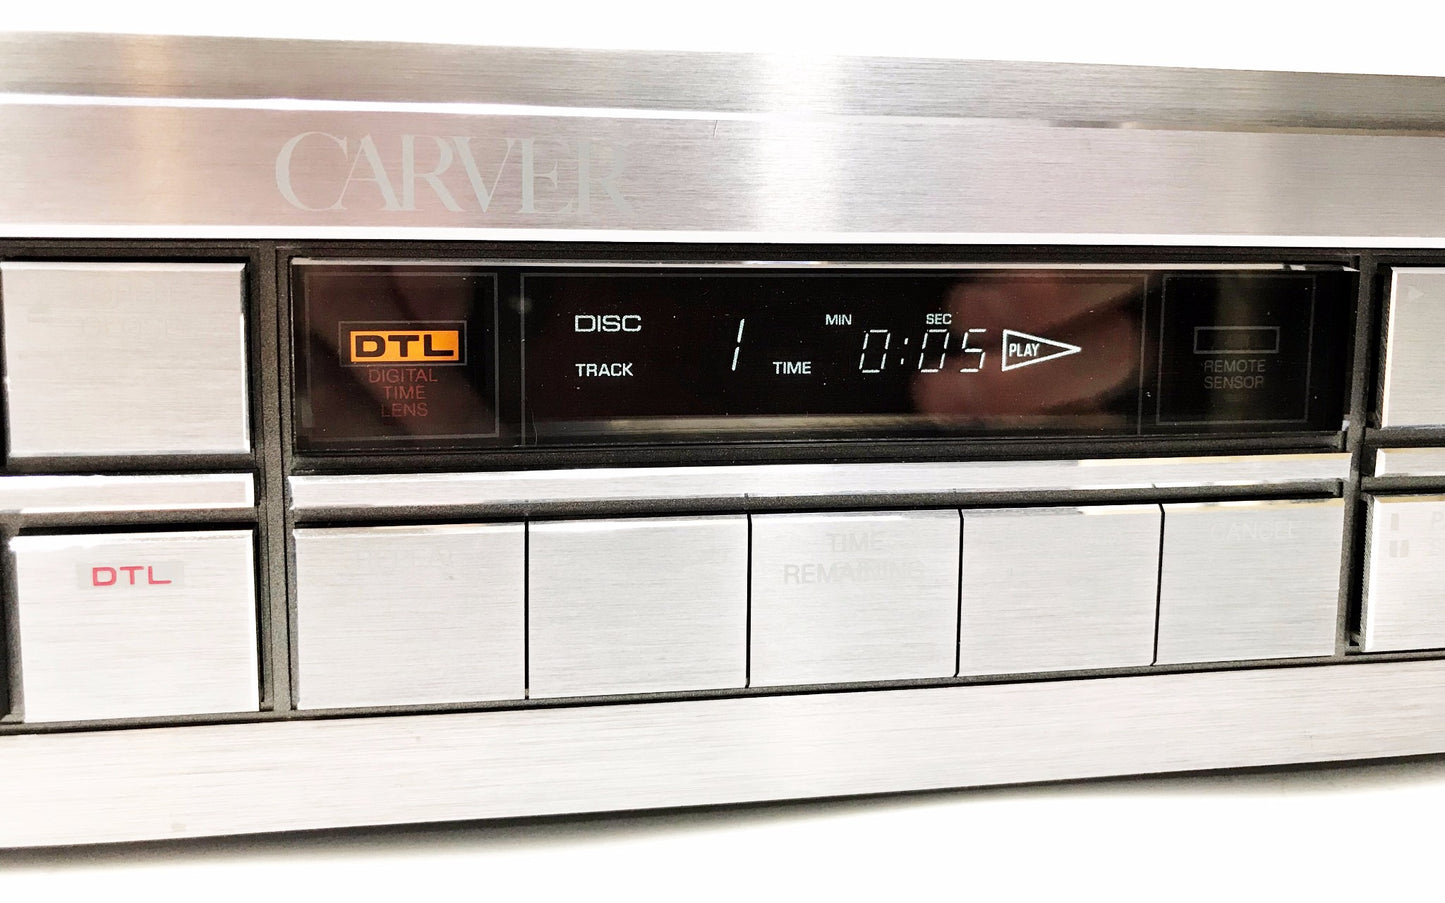 CARVER
DTL
DIGITAL
TIME
LENS
DISC
TRACK
1
TIME
MIN
SEC
0:05
PLAY
REMOTE
SENSOR
DTL
TIME
REMAINING
CANCEL